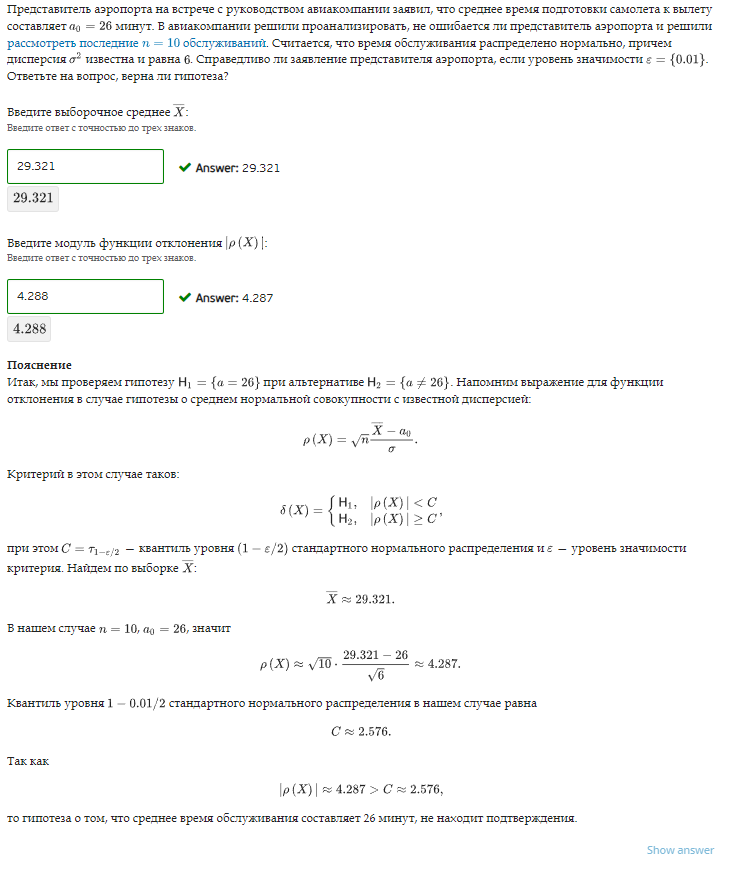 Представитель аэропорта на встрече с руководством авиакомпании заявил, что среднее время подготовки самолета к вылету
составляет a₀ = 26 минут. В авиакомпании решили проанализировать, не ошибается ли представитель аэропорта и решили
рассмотреть последние n = 10 обслуживаний. Считается, что время обслуживания распределено нормально, причем
дисперсия σ² известна и равна 6. Справедливо ли заявление представителя аэропорта, если уровень значимости ε = {0.01}.
Ответьте на вопрос, верна ли гипотеза?
Введите выборочное среднее X̅:
Введите ответ с точностью до трех знаков.
29.321 ✔ Answer: 29.321
29.321
Введите модуль функции отклонения |ρ (X)|:
Введите ответ с точностью до трех знаков.
4.288 ✔ Answer: 4.287
4.288
Пояснение
Итак, мы проверяем гипотезу H₁ = {a = 26} при альтернативе H₂ = {a ≠ 26}. Напомним выражение для функции
отклонения в случае гипотезы о среднем нормальной совокупности с известной дисперсией:
ρ (X) = √n (X̅ − a₀)/σ.
Критерий в этом случае таков:
δ (X) = { H₁, |ρ (X)| < C
H₂, |ρ (X)| ≥ C ,
при этом C = τ₁₋ε/₂ − квантиль уровня (1 − ε/2) стандартного нормального распределения и ε − уровень значимости
критерия. Найдем по выборке X̅:
X̅ ≈ 29.321.
В нашем случае n = 10, a₀ = 26, значит
ρ (X) ≈ √10 · (29.321 − 26)/√6 ≈ 4.287.
Квантиль уровня 1 − 0.01/2 стандартного нормального распределения в нашем случае равна
C ≈ 2.576.
Так как
|ρ (X)| ≈ 4.287 > C ≈ 2.576,
то гипотеза о том, что среднее время обслуживания составляет 26 минут, не находит подтверждения.
Show answer